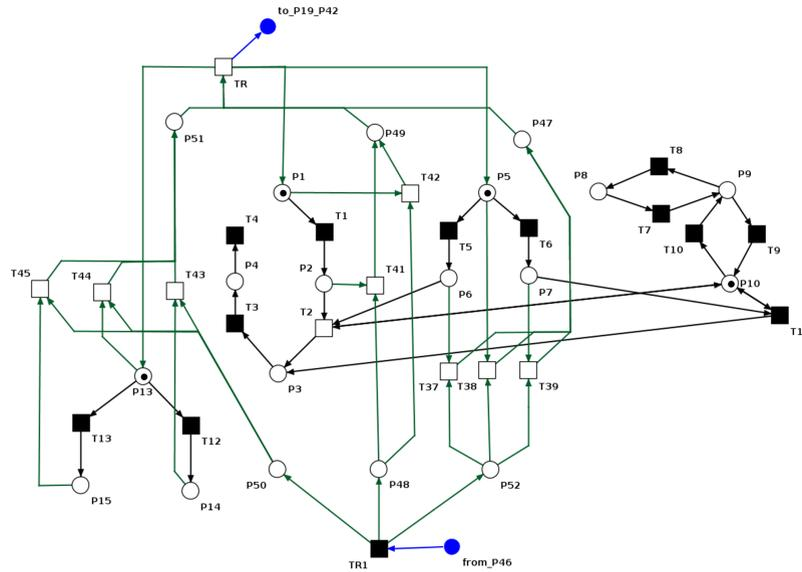 to_P19_P42
TR
P51
P49
P47
T8
P8
P9
P1
T42
P5
T7
T10
T9
T4
T1
T5
T6
P4
P2
T41
P6
P7
P10
T45
T44
T43
T3
T2
T1
P3
T37
T38
T39
P13
T13
T12
P15
P14
P50
P48
P52
TR1
from_P46